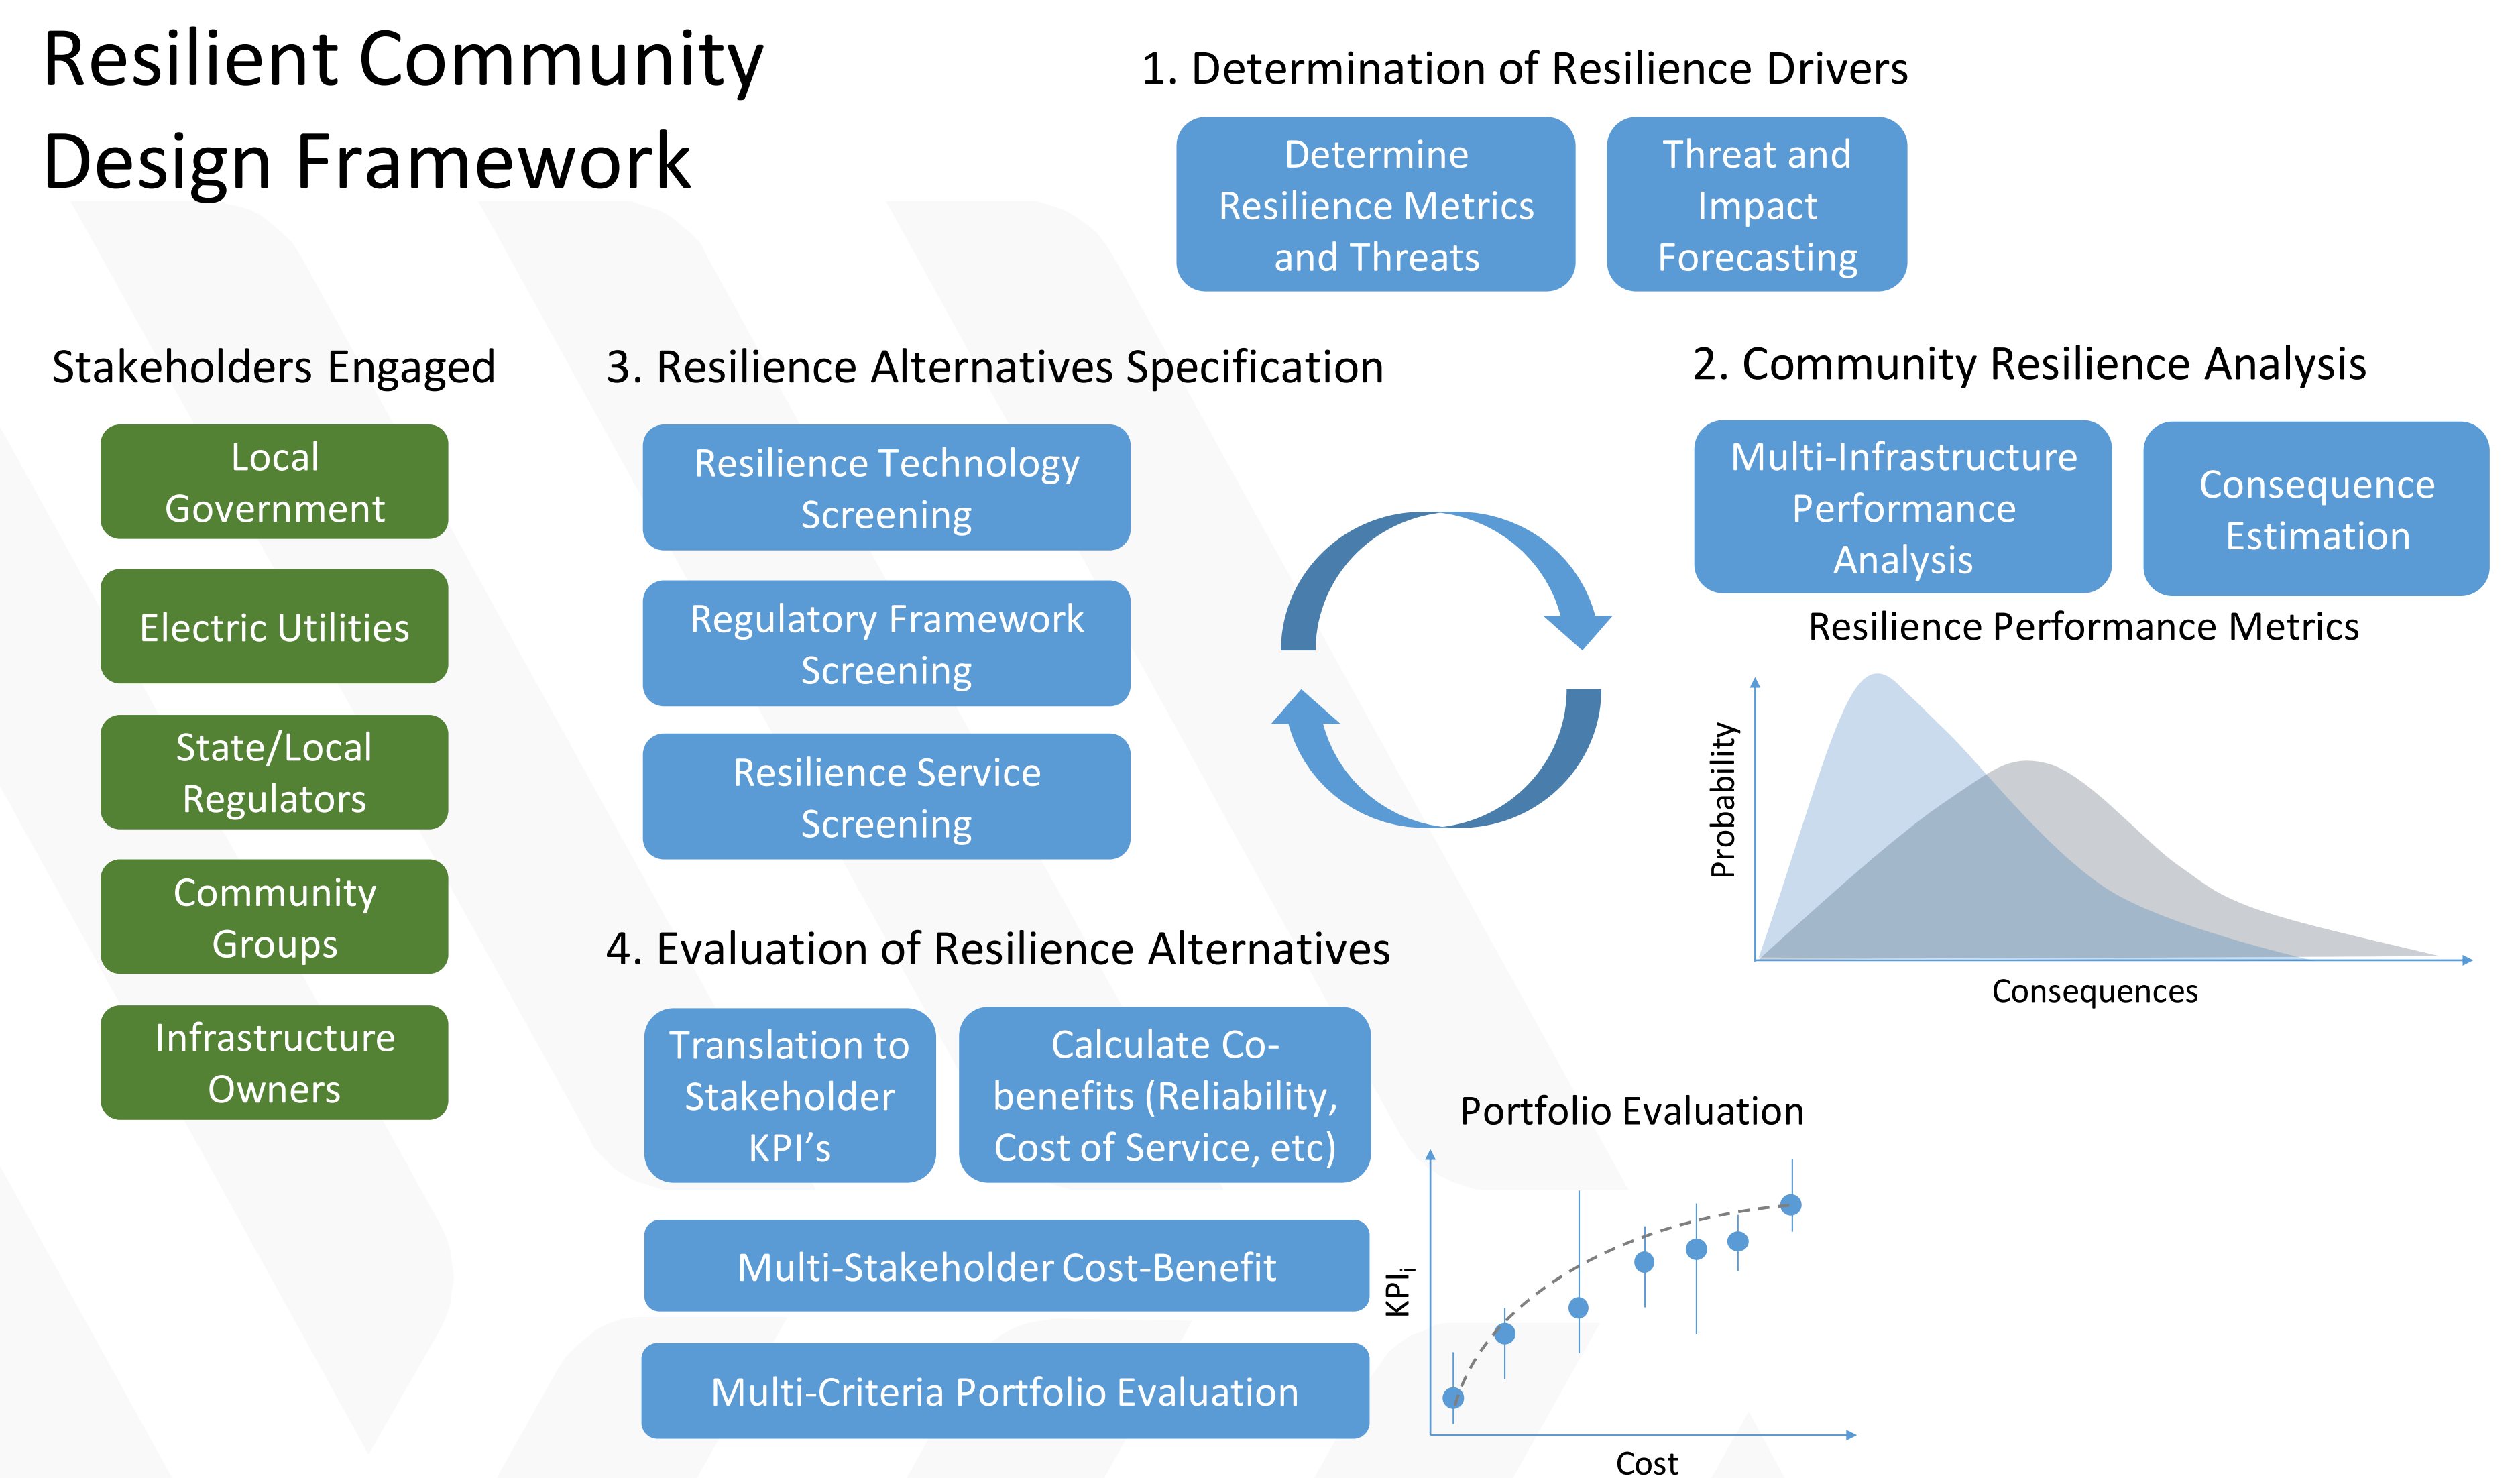 Resilient Community
Design Framework
1. Determination of Resilience Drivers
Determine
Resilience Metrics
and Threats
Threat and
Impact
Forecasting
Stakeholders Engaged
Local
Government
Electric Utilities
State/Local
Regulators
Community
Groups
Infrastructure
Owners
3. Resilience Alternatives Specification
Resilience Technology
Screening
Regulatory Framework
Screening
Resilience Service
Screening
2. Community Resilience Analysis
Multi-Infrastructure
Performance
Analysis
Consequence
Estimation
Resilience Performance Metrics
Probability
Consequences
4. Evaluation of Resilience Alternatives
Translation to
Stakeholder
KPI’s
Calculate Co-
benefits (Reliability,
Cost of Service, etc)
Multi-Stakeholder Cost-Benefit
Multi-Criteria Portfolio Evaluation
Portfolio Evaluation
KPIi
Cost